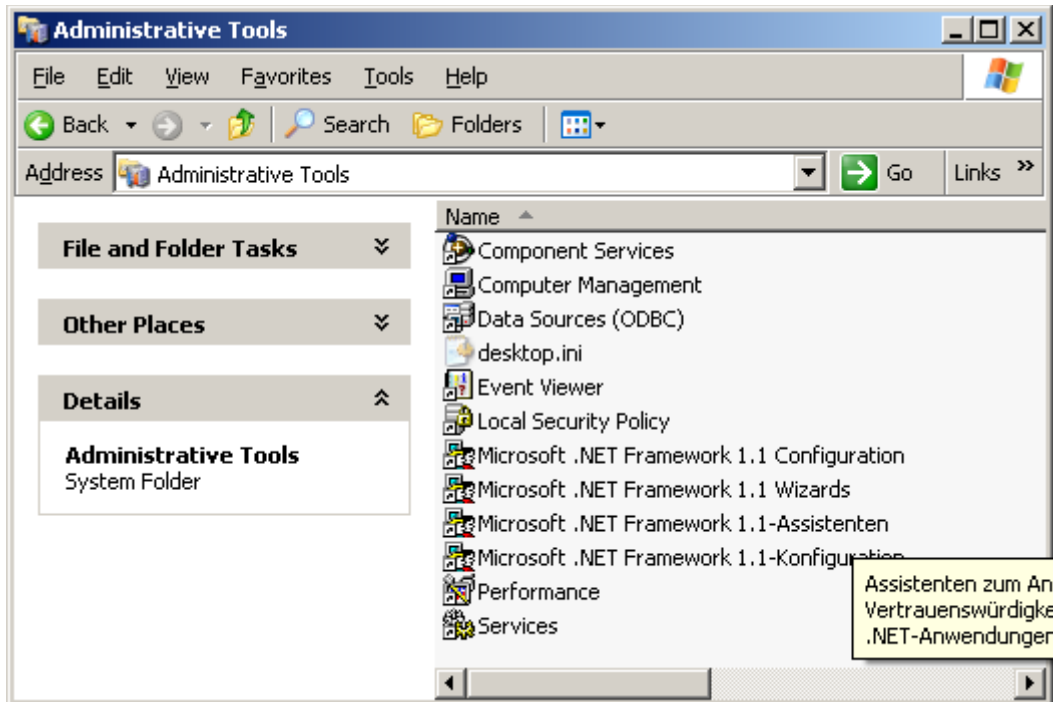 Administrative Tools
File Edit View Favorites Tools Help
Back Search Folders
Address Administrative Tools Go Links »
Name
File and Folder Tasks
Other Places
Details
Administrative Tools
System Folder
Component Services
Computer Management
Data Sources (ODBC)
desktop.ini
Event Viewer
Local Security Policy
Microsoft .NET Framework 1.1 Configuration
Microsoft .NET Framework 1.1 Wizards
Microsoft .NET Framework 1.1-Assistenten
Microsoft .NET Framework 1.1-Konfiguration
Performance
Services
Assistenten zum An
Vertrauenswürdigke
.NET-Anwendungen